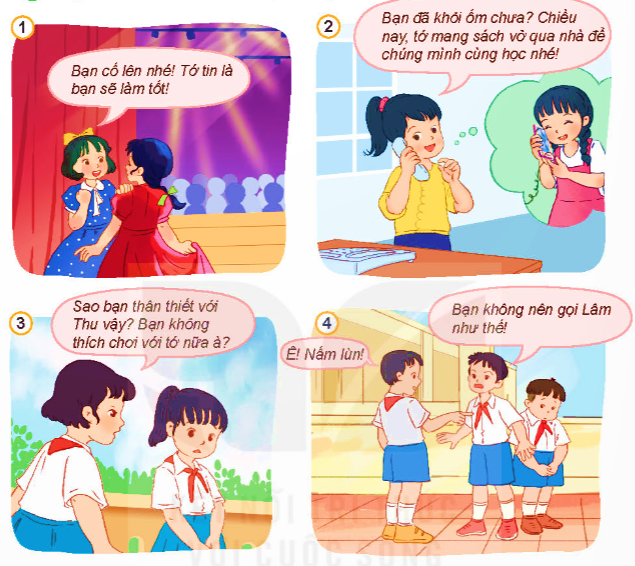 1
Bạn cố lên nhé! Tớ tin là
bạn sẽ làm tốt!
2
Bạn đã khỏi ốm chưa? Chiều
nay, tớ mang sách vở qua nhà để
chúng mình cùng học nhé!
3
Sao bạn thân thiết với
Thu vậy? Bạn không
thích chơi với tớ nữa à?
4
Ê! Nấm lùn!
Bạn không nên gọi Lâm
như thế!
VỚI CUỘC SỐNG